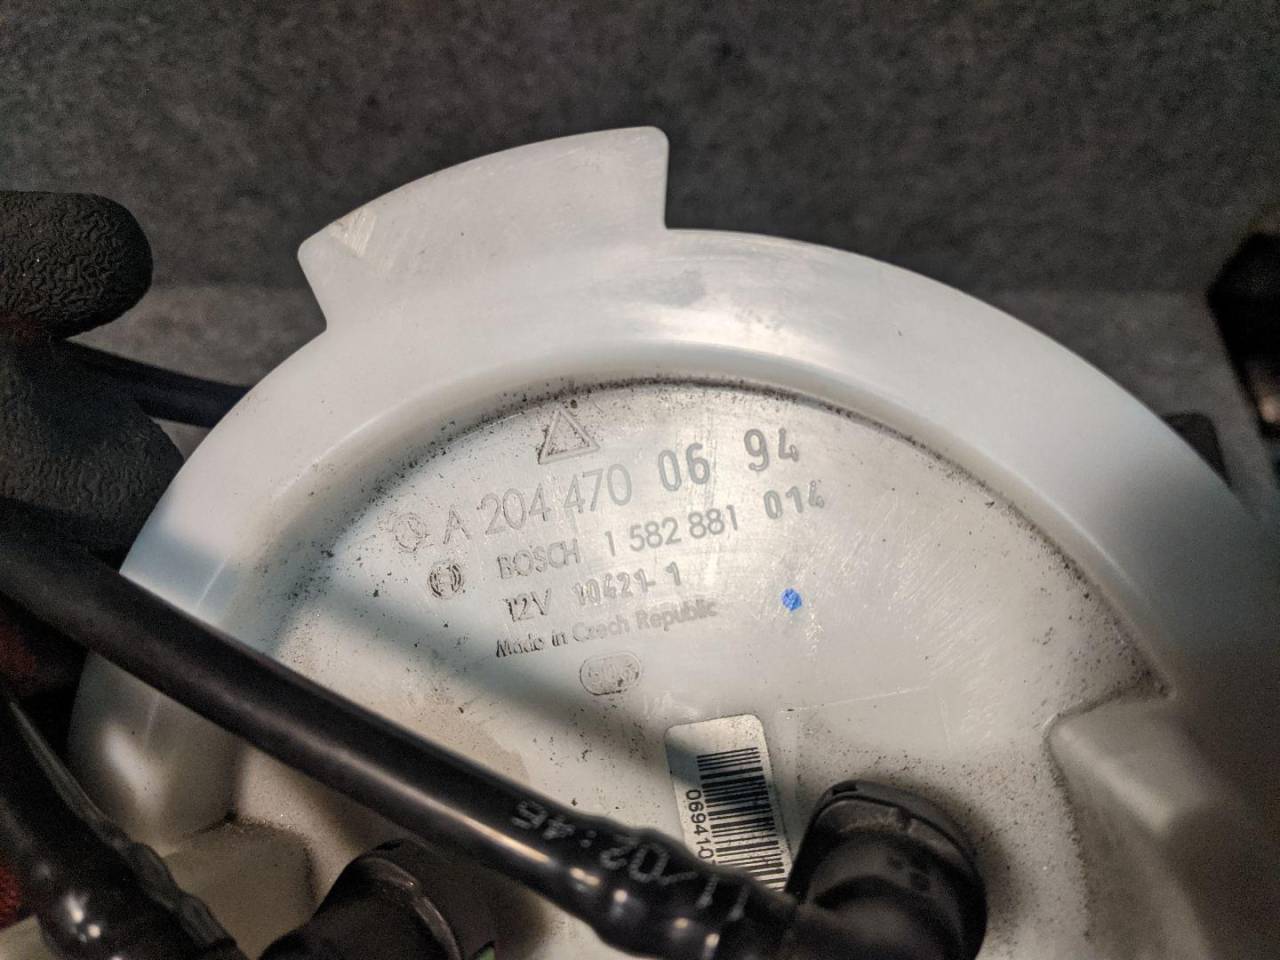 A 204 470 06 94
BOSCH 1 582 881 014
12V 10421-1
Made in Czech Republic
069410
11/02:46